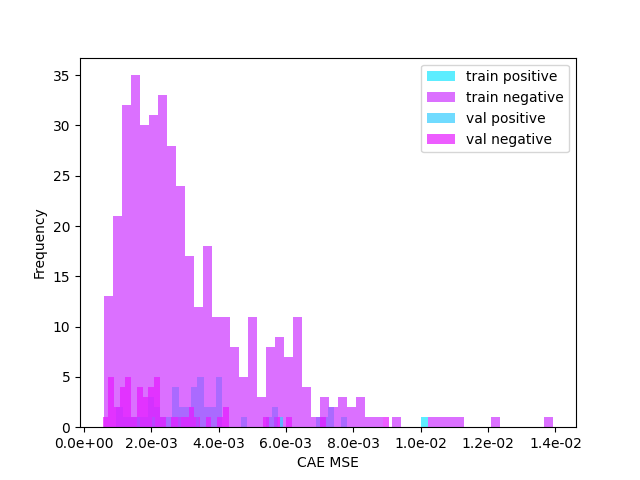 train positive
train negative
val positive
val negative
Frequency
35
30
25
20
15
10
5
0
0.0e+00 2.0e-03 4.0e-03 6.0e-03 8.0e-03 1.0e-02 1.2e-02 1.4e-02
CAE MSE